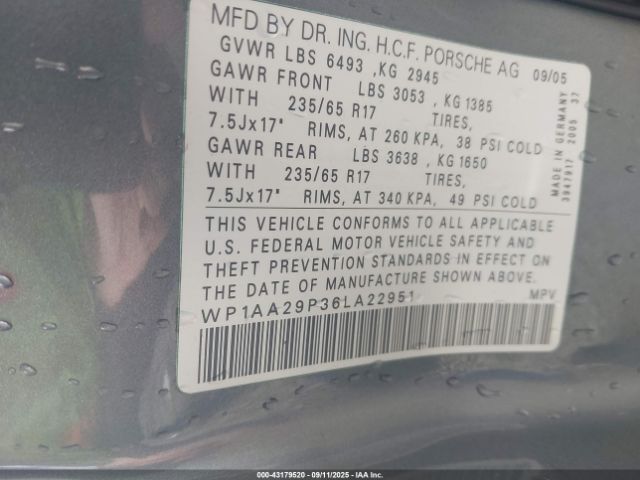 MFD BY DR. ING. H.C.F. PORSCHE AG 09/05
GVWR LBS 6493 ,KG 2945
GAWR FRONT LBS 3053 , KG 1385
WITH 235/65 R17 TIRES,
7.5Jx17" RIMS, AT 260 KPA, 38 PSI COLD
GAWR REAR LBS 3638 , KG 1650
WITH 235/65 R17 TIRES,
7.5Jx17" RIMS, AT 340 KPA, 49 PSI COLD
THIS VEHICLE CONFORMS TO ALL APPLICABLE
U.S. FEDERAL MOTOR VEHICLE SAFETY AND
THEFT PREVENTION STANDARDS IN EFFECT ON
THE DATE OF MANUFACTURE SHOWN ABOVE.
WP1AA29P36LA22951 MPV
MADE IN GERMANY
3947917 2005 37
000-43179520 - 09/11/2025 - IAA Inc.